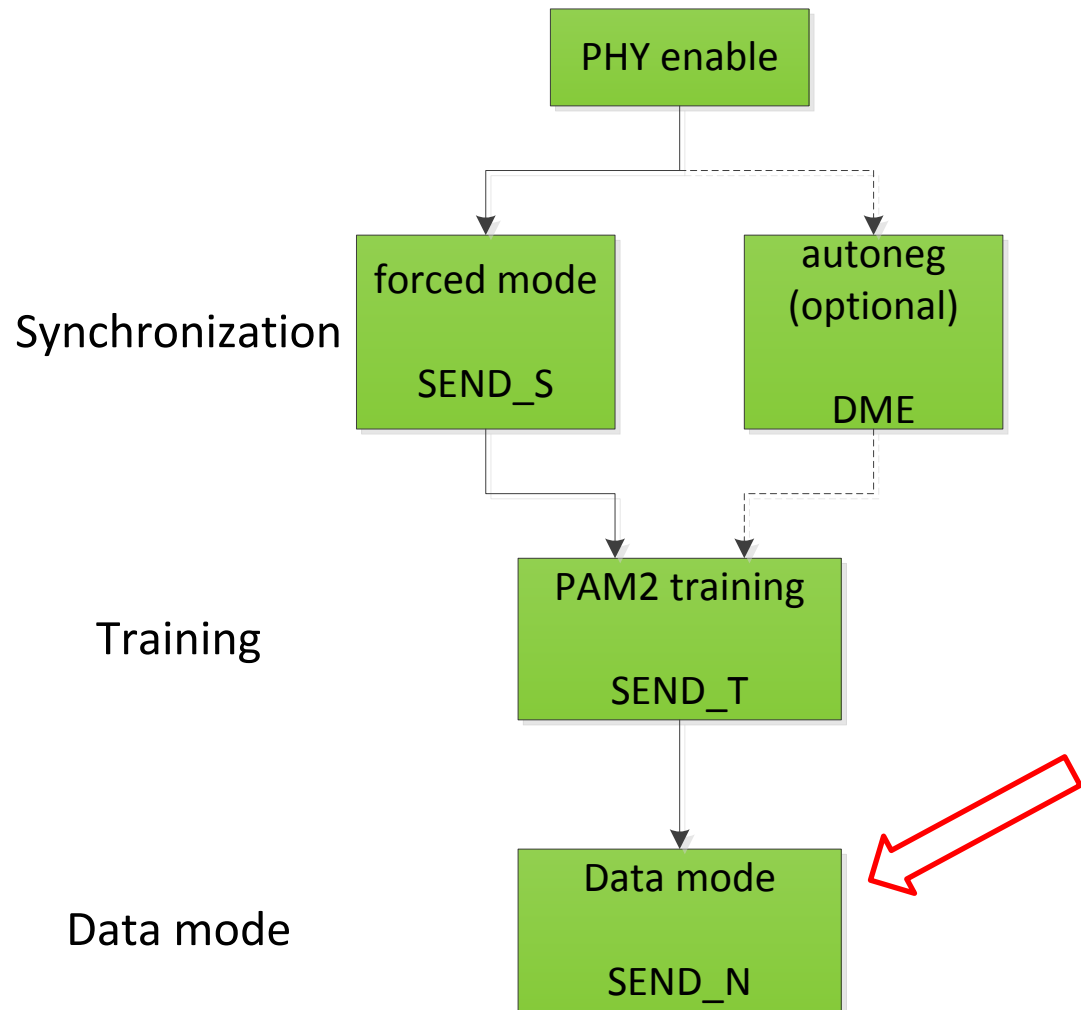 PHY enable
Synchronization
forced mode
SEND_S
autoneg
(optional)
DME
Training
PAM2 training
SEND_T
Data mode
Data mode
SEND_N